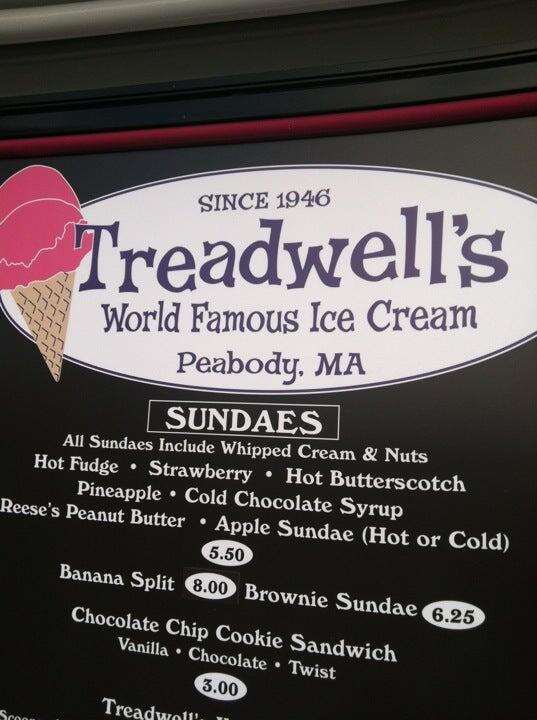 SINCE 1946
Treadwell's
World Famous Ice Cream
Peabody, MA
SUNDAES
All Sundaes Include Whipped Cream & Nuts
Hot Fudge • Strawberry • Hot Butterscotch
Pineapple • Cold Chocolate Syrup
Reese's Peanut Butter • Apple Sundae (Hot or Cold)
5.50
Banana Split 8.00 Brownie Sundae 6.25
Chocolate Chip Cookie Sandwich
Vanilla • Chocolate • Twist
3.00
Treadwell's